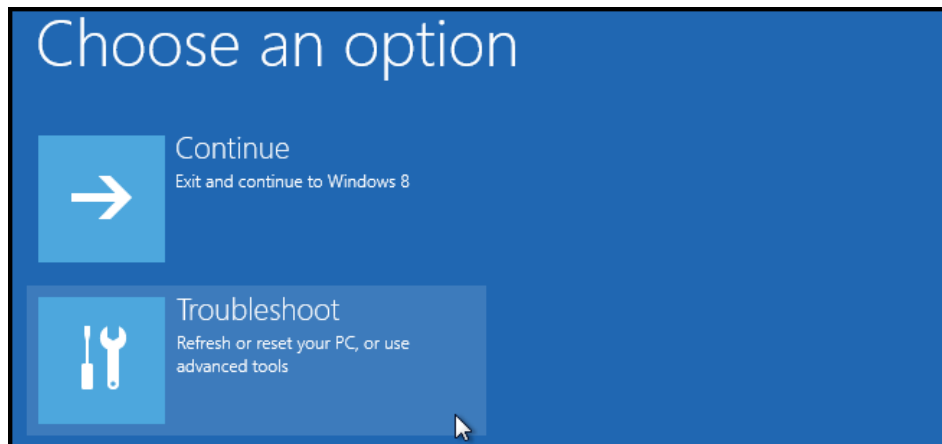 Choose an option
Continue
Exit and continue to Windows 8
Troubleshoot
Refresh or reset your PC, or use
advanced tools